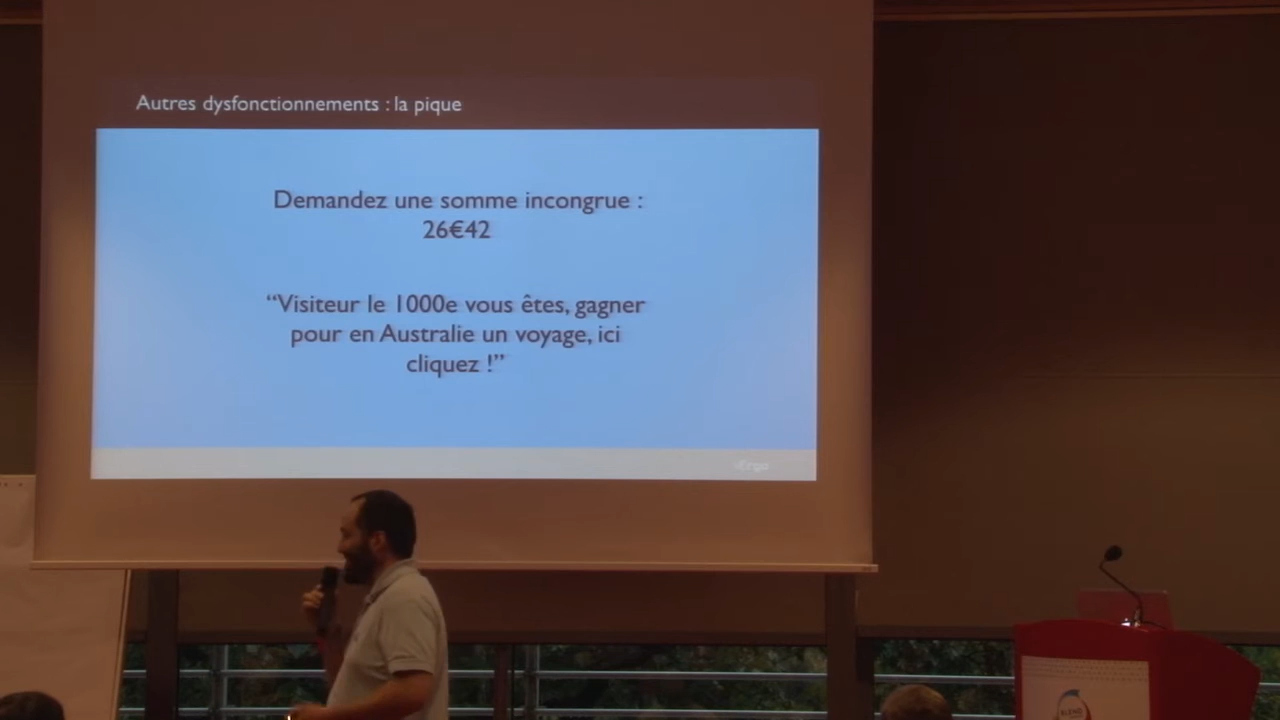 Autres dysfonctionnements : la pique
Demandez une somme incongrue :
26€42
“Visiteur le 1000e vous êtes, gagner
pour en Australie un voyage, ici
cliquez !”